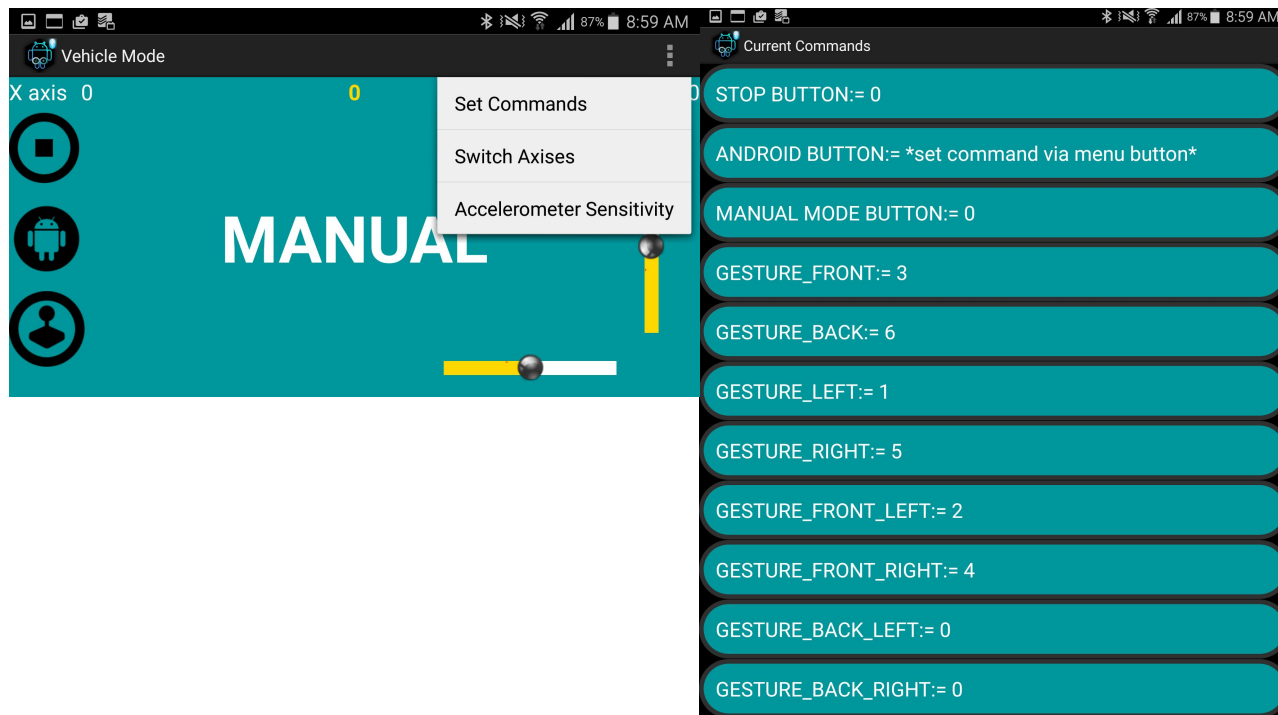 87% 8:59 AM
Vehicle Mode
X axis 0
0
0
Set Commands
Switch Axises
Accelerometer Sensitivity
MANUAL
87% 8:59 AM
Current Commands
STOP BUTTON:= 0
ANDROID BUTTON:= *set command via menu button*
MANUAL MODE BUTTON:= 0
GESTURE_FRONT:= 3
GESTURE_BACK:= 6
GESTURE_LEFT:= 1
GESTURE_RIGHT:= 5
GESTURE_FRONT_LEFT:= 2
GESTURE_FRONT_RIGHT:= 4
GESTURE_BACK_LEFT:= 0
GESTURE_BACK_RIGHT:= 0